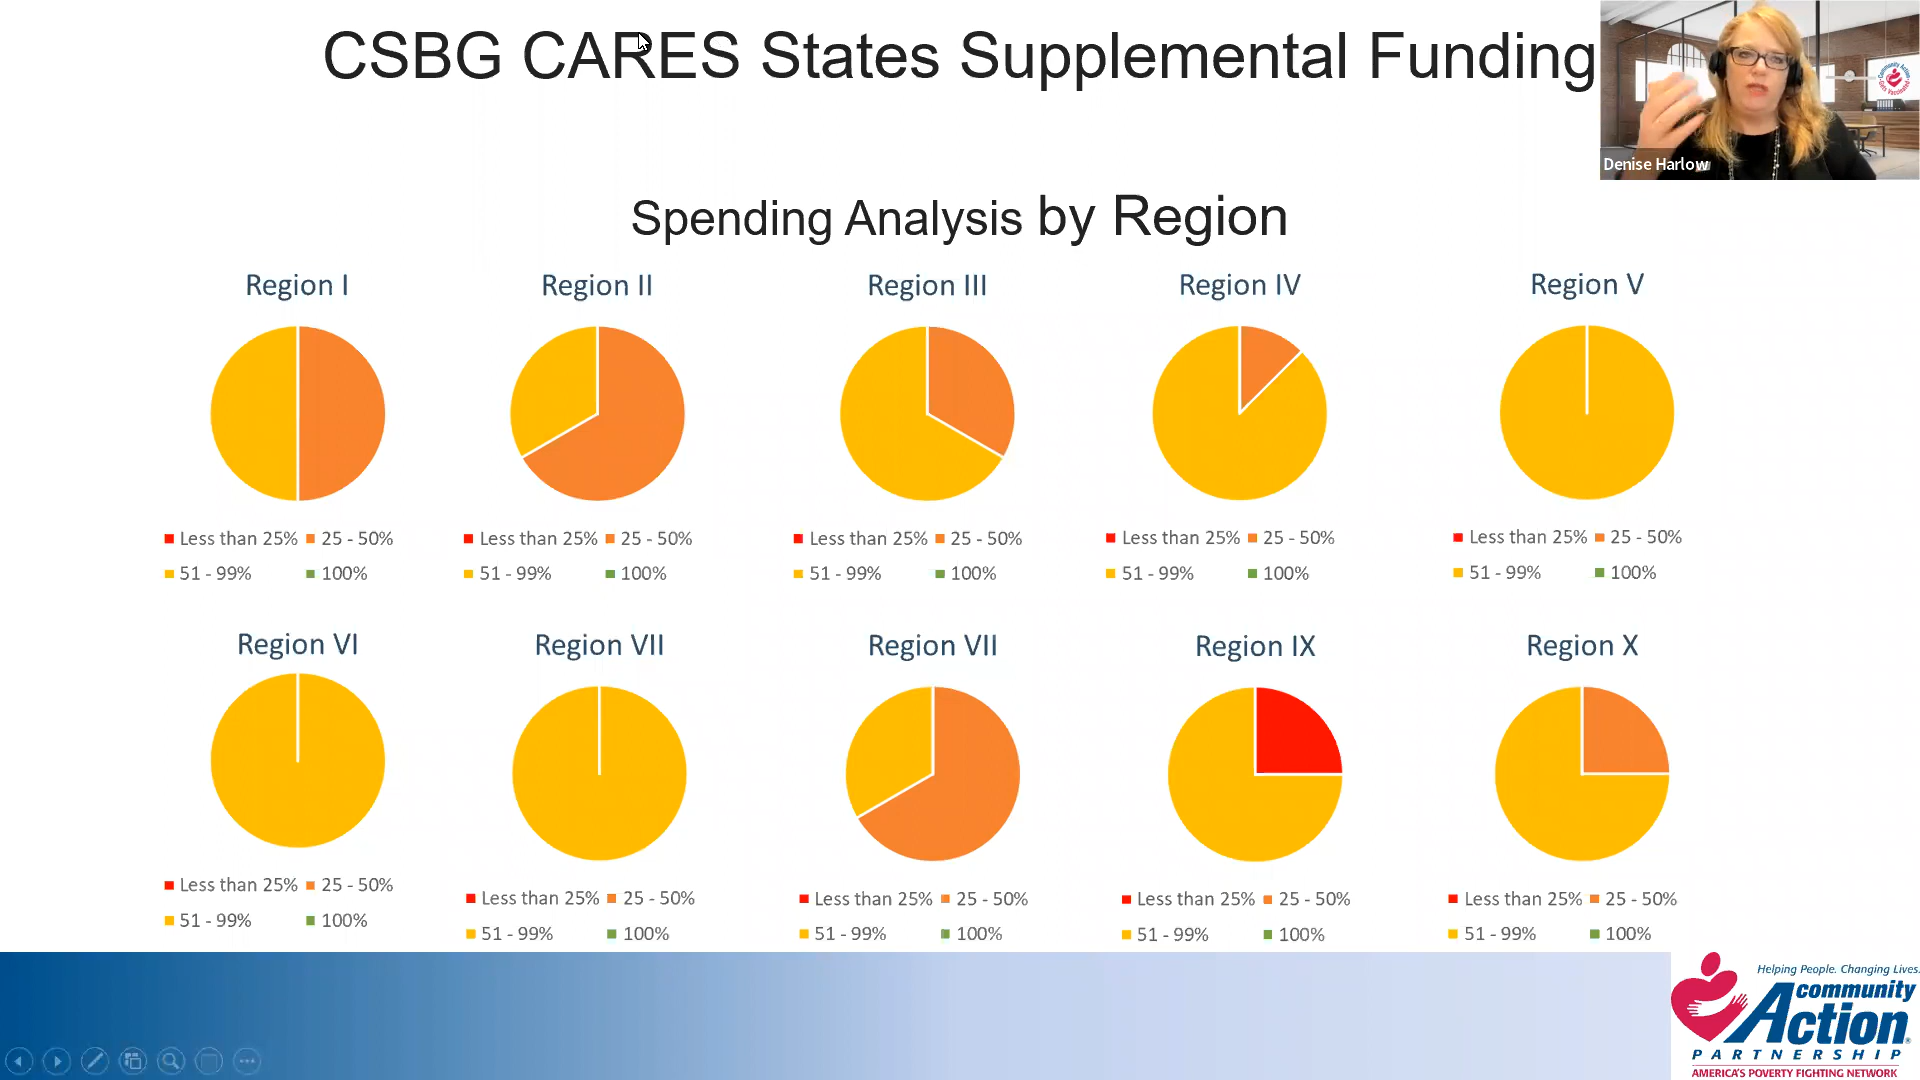 CSBG CARES States Supplemental Funding
Denise Harlow
Spending Analysis by Region
Region I
Less than 25% 25 - 50%
51 - 99% 100%
Region II
Less than 25% 25 - 50%
51 - 99% 100%
Region III
Less than 25% 25 - 50%
51 - 99% 100%
Region IV
Less than 25% 25 - 50%
51 - 99% 100%
Region V
Less than 25% 25 - 50%
51 - 99% 100%
Region VI
Less than 25% 25 - 50%
51 - 99% 100%
Region VII
Less than 25% 25 - 50%
51 - 99% 100%
Region VII
Less than 25% 25 - 50%
51 - 99% 100%
Region IX
Less than 25% 25 - 50%
51 - 99% 100%
Region X
Less than 25% 25 - 50%
51 - 99% 100%
Helping People. Changing Lives.
community
Action®
PARTNERSHIP
AMERICA'S POVERTY FIGHTING NETWORK